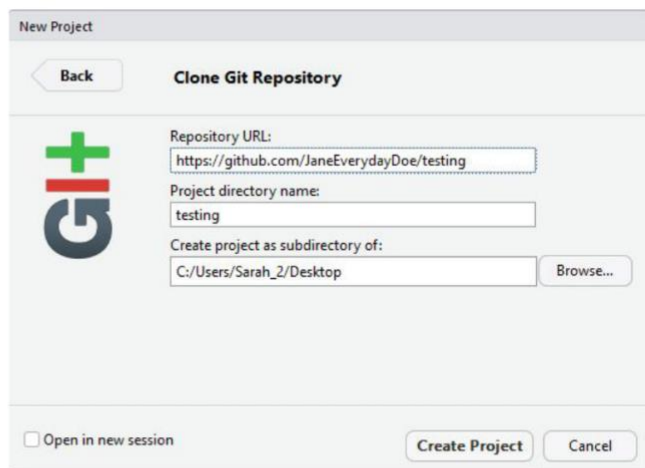 New Project
Back
Clone Git Repository
GIt
Repository URL:
https://github.com/JaneEverydayDoe/testing
Project directory name:
testing
Create project as subdirectory of:
C:/Users/Sarah_2/Desktop
Browse...
Open in new session
Create Project
Cancel